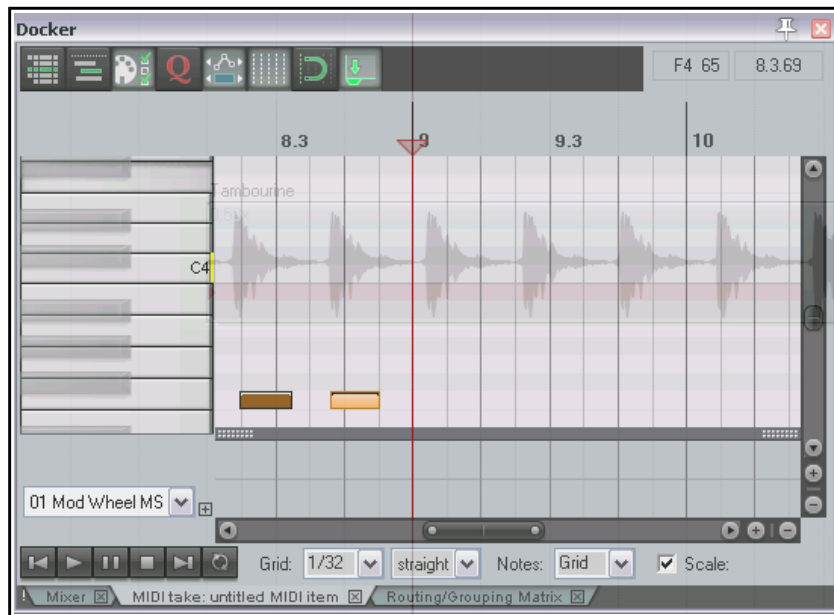 Docker
Q
F4 65
8.3.69
8.3 9 9.3 10
Tambourine
C4
01 Mod Wheel MS
Grid: 1/32 straight Notes: Grid Scale:
! Mixer MIDI take: untitled MIDI item Routing/Grouping Matrix